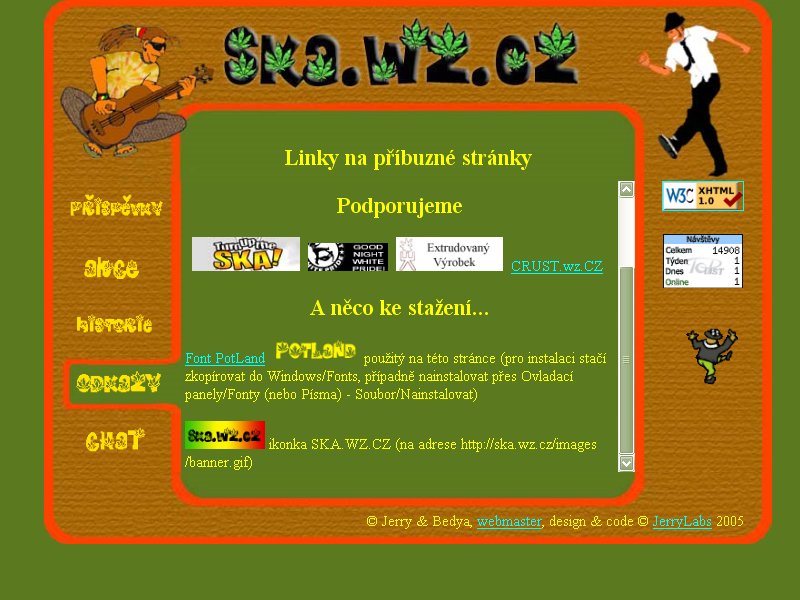 Ska.wz.cz
Linky na příbuzné stránky
Podporujeme
TurnUptheSKA!
GOOD NIGHT WHITE PRIDE!
Extrudovaný
Výrobek
CRUST.wz.CZ
A něco ke stažení...
Font PotLand PotLand použitý na této stránce (pro instalaci stačí
zkopírovat do Windows/Fonts, případně nainstalovat přes Ovladací
panely/Fonty (nebo Písma) - Soubor/Nainstalovat)
Ska.wz.cz ikonka SKA.WZ.CZ (na adrese http://ska.wz.cz/images
/banner.gif)
příspěvky
akce
historie
odkazy
chat
W3C XHTML 1.0
Návštěvy
Celkem 14908
Týden 1
Dnes 1
Online 1
© Jerry & Bedya, webmaster, design & code © JerryLabs 2005